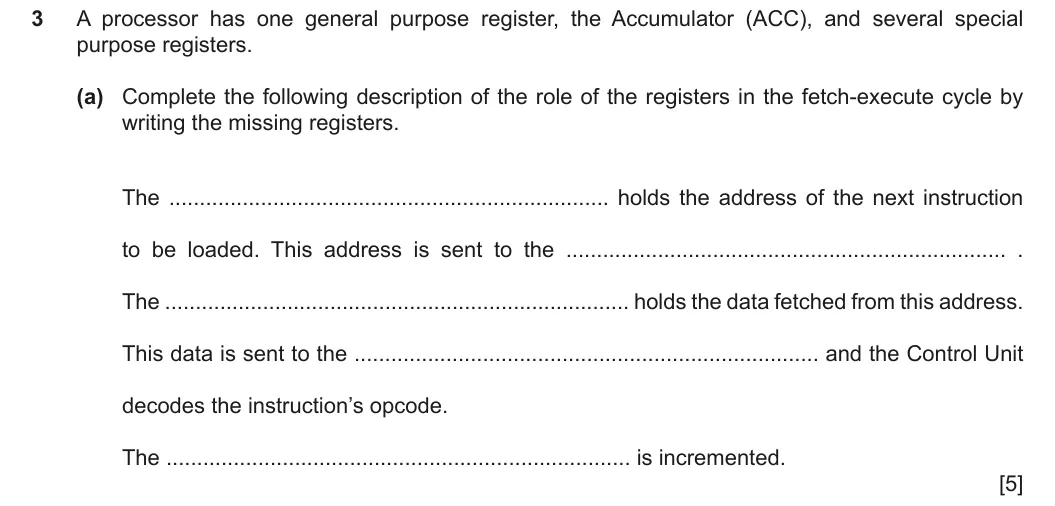 3 A processor has one general purpose register, the Accumulator (ACC), and several special
purpose registers.
(a) Complete the following description of the role of the registers in the fetch-execute cycle by
writing the missing registers.
The ........................................................................ holds the address of the next instruction
to be loaded. This address is sent to the ........................................................................ .
The ............................................................................ holds the data fetched from this address.
This data is sent to the ............................................................................ and the Control Unit
decodes the instruction’s opcode.
The ............................................................................ is incremented.
[5]